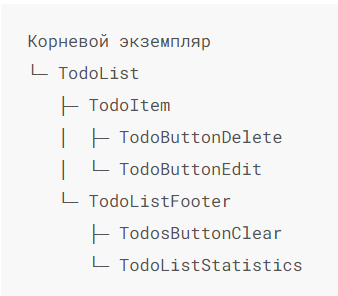 Корневой экземпляр
└─ TodoList
   ├─ TodoItem
   │  ├─ TodoButtonDelete
   │  └─ TodoButtonEdit
   └─ TodoListFooter
      ├─ TodosButtonClear
      └─ TodoListStatistics